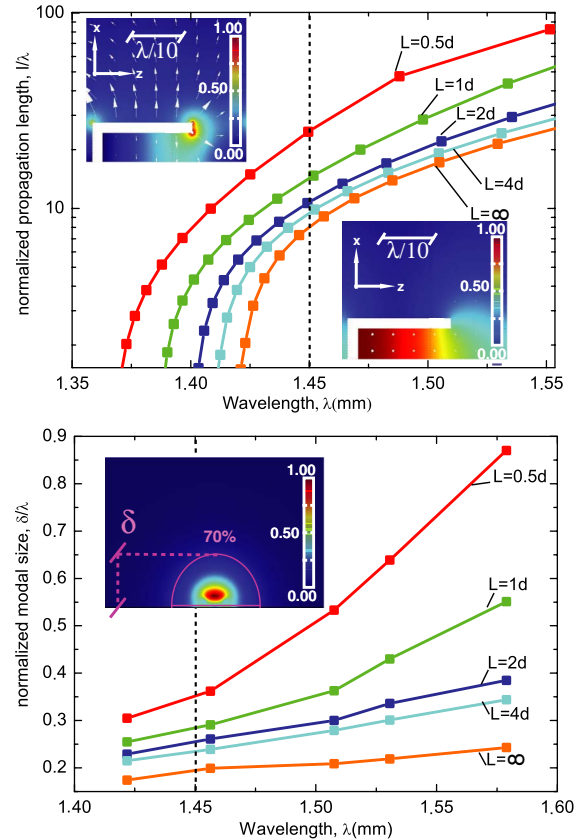 normalized propagation length, l/λ
100
10
x
z
λ/10
1.00
0.50
0.00
L=0.5d
L=1d
L=2d
L=4d
L=∞
x
z
λ/10
1.00
0.50
0.00
1.35
1.40
1.45
1.50
1.55
Wavelength, λ(mm)
normalized modal size, δ/λ
0.9
0.8
0.7
0.6
0.5
0.4
0.3
0.2
δ
70%
1.00
0.50
0.00
L=0.5d
L=1d
L=2d
L=4d
L=∞
1.40
1.45
1.50
1.55
1.60
Wavelength, λ(mm)